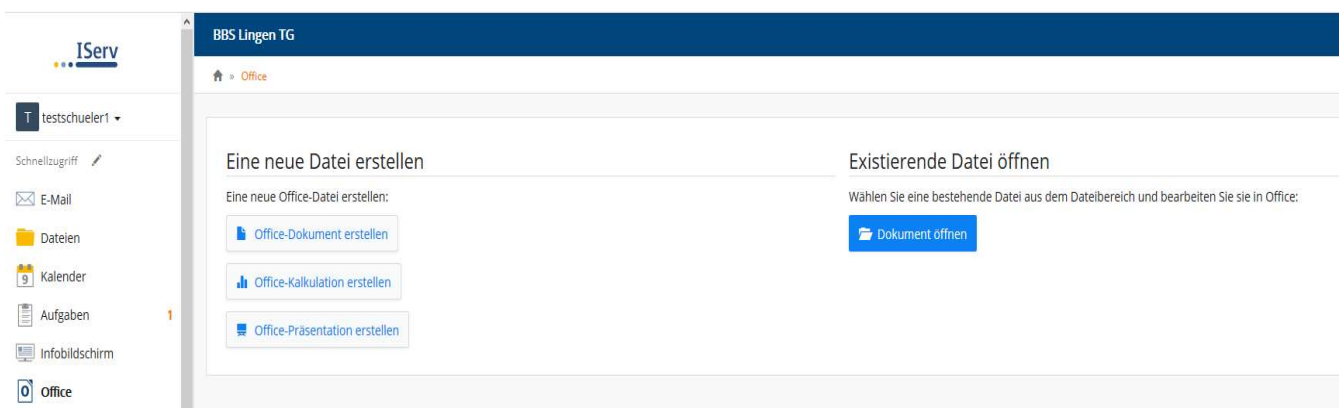 IServ
T testschueler1
Schnellzugriff
E-Mail
Dateien
9 Kalender
Aufgaben 1
Infobildschirm
O Office
BBS Lingen TG
» Office
Eine neue Datei erstellen
Eine neue Office-Datei erstellen:
Office-Dokument erstellen
Office-Kalkulation erstellen
Office-Präsentation erstellen
Existierende Datei öffnen
Wählen Sie eine bestehende Datei aus dem Dateibereich und bearbeiten Sie sie in Office:
Dokument öffnen